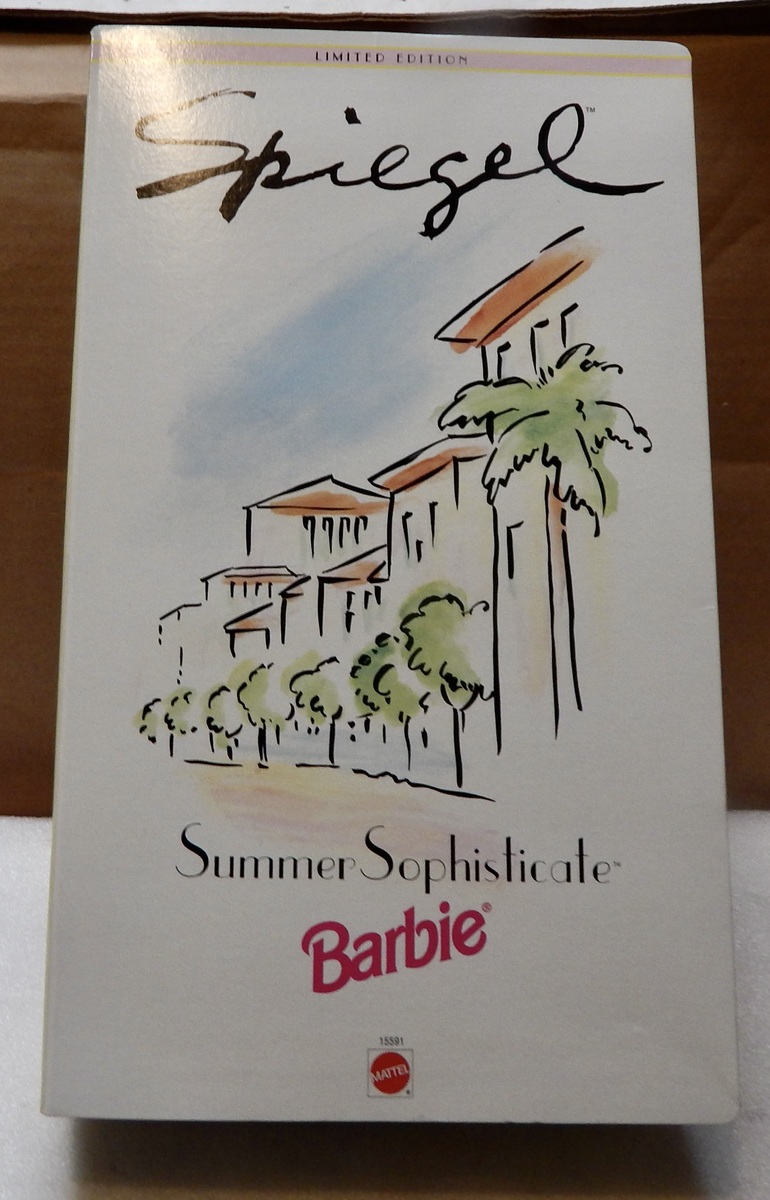 LIMITED EDITION
Spiegel™
Summer Sophisticate™
Barbie®
15591
MATTEL®